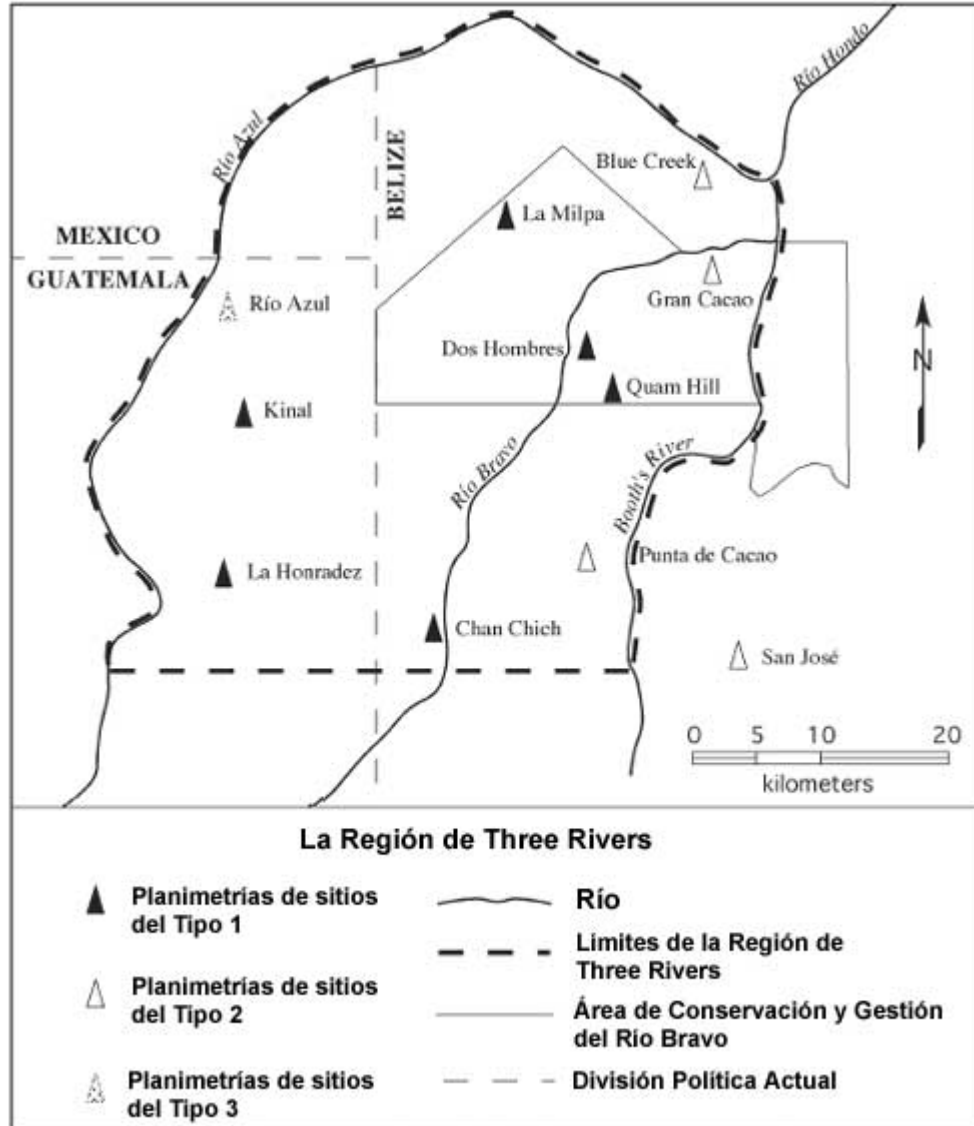 Río Hondo
Río Azul
BELIZE
Blue Creek
La Milpa
MEXICO
GUATEMALA
Río Azul
Gran Cacao
Dos Hombres
N
Quam Hill
Kinal
Río Bravo
Booth's River
Punta de Cacao
La Honradez
Chan Chich
San José
0 5 10 20
kilometers
La Región de Three Rivers
Planimetrías de sitios
del Tipo 1
Río
Límites de la Región de
Three Rivers
Planimetrías de sitios
del Tipo 2
Área de Conservación y Gestión
del Río Bravo
Planimetrías de sitios
del Tipo 3
División Política Actual